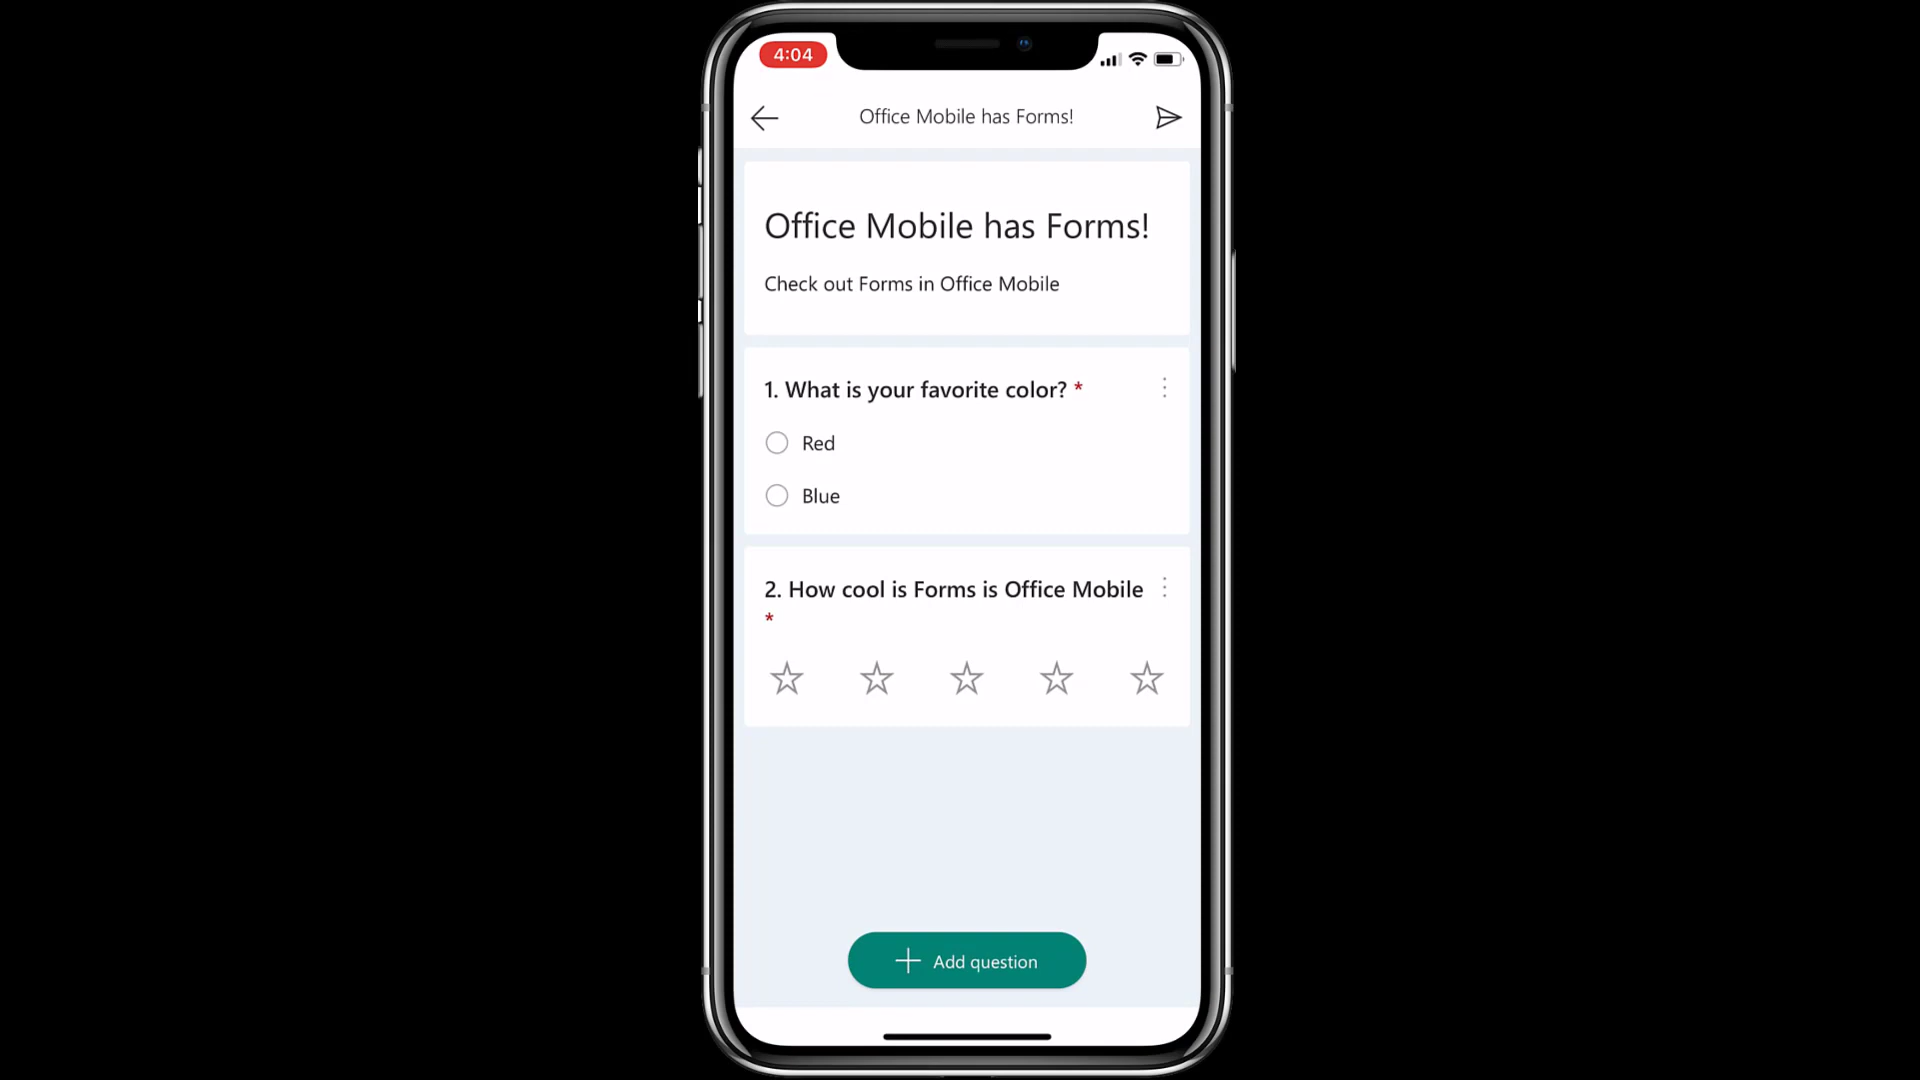 4:04
Office Mobile has Forms!
Office Mobile has Forms!
Check out Forms in Office Mobile
1. What is your favorite color? *
Red
Blue
2. How cool is Forms is Office Mobile
*
Add question